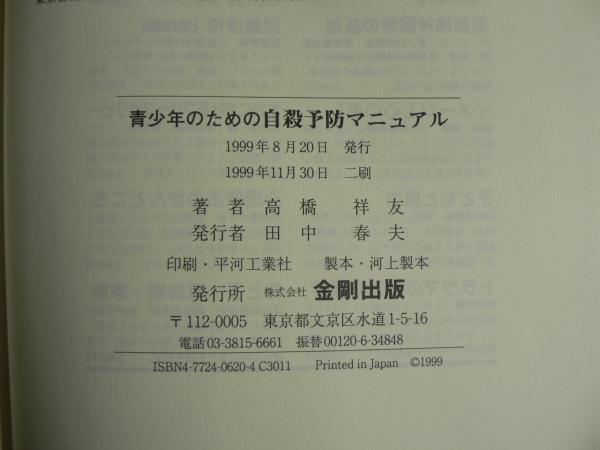 青少年のための自殺予防マニュアル
1999年8月20日 発行
1999年11月30日 二刷
著者 高橋祥友
発行者 田中春夫
印刷・平河工業社 製本・河上製本
発行所 株式会社 金剛出版
〒112-0005 東京都文京区水道1-5-16
電話03-3815-6661 振替00120-6-34848
ISBN4-7724-0620-4 C3011 Printed in Japan ©1999